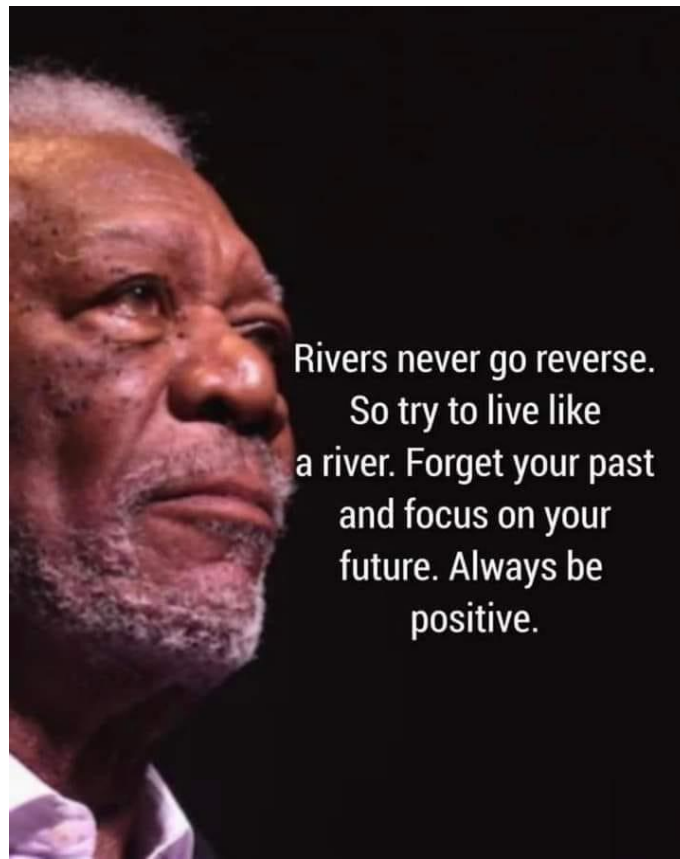 Rivers never go reverse.
So try to live like
a river. Forget your past
and focus on your
future. Always be
positive.